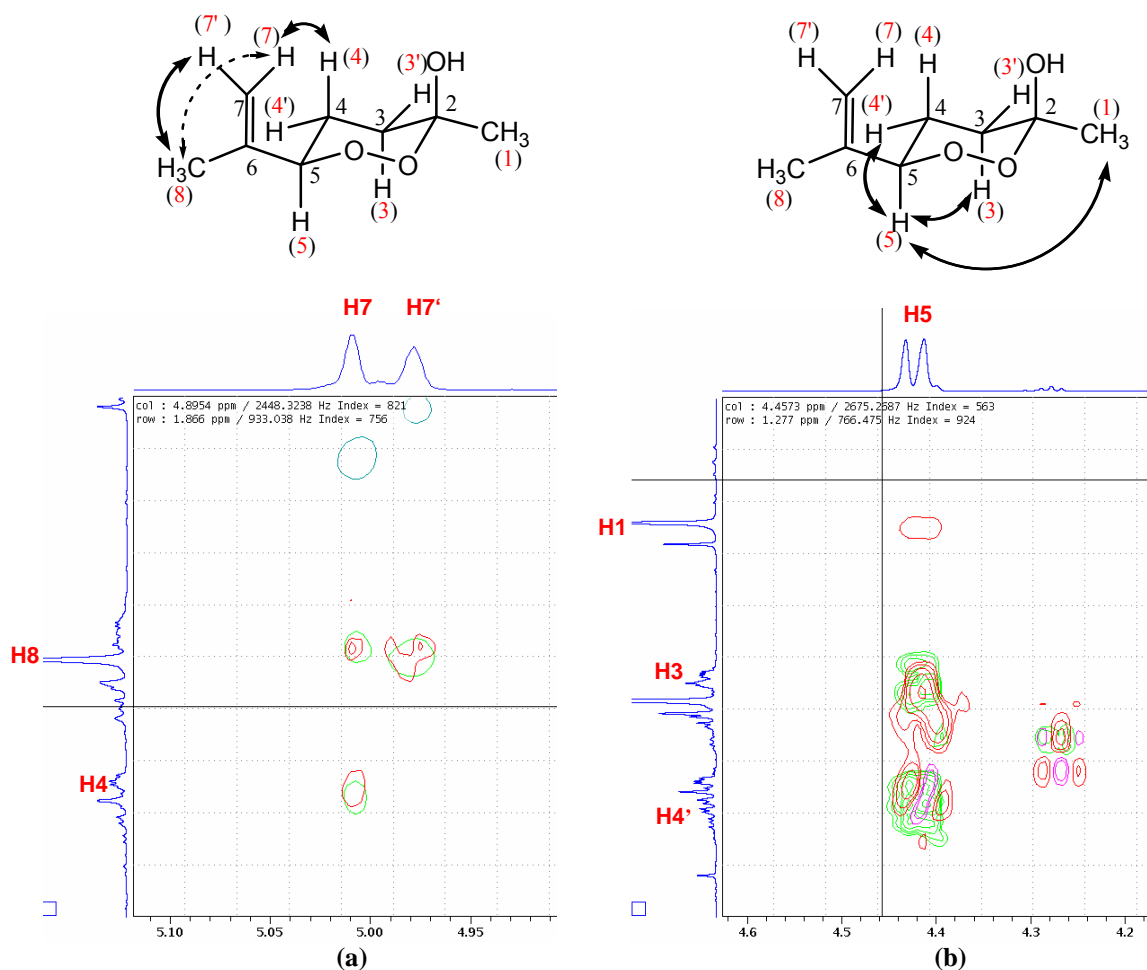 (7') (7) H H H (4) (3') OH H
7 (4') H 4 3 2 CH₃ (1)
H₃C (8) 6 5 O O H (3) H (5)
(7') (7) (4) H H H (3') OH H
7 (4') H 4 3 2 (1) CH₃
H₃C (8) 6 5 O O H (3) H (5)
H7 H7‘
col : 4.8954 ppm / 2448.3238 Hz Index = 821
row : 1.866 ppm / 933.038 Hz Index = 756
H8
H4
5.10 5.05 5.00 4.95
(a)
H5
col : 4.4573 ppm / 2675.2687 Hz Index = 563
row : 1.277 ppm / 766.475 Hz Index = 924
H1
H3
H4’
4.6 4.5 4.4 4.3 4.2
(b)